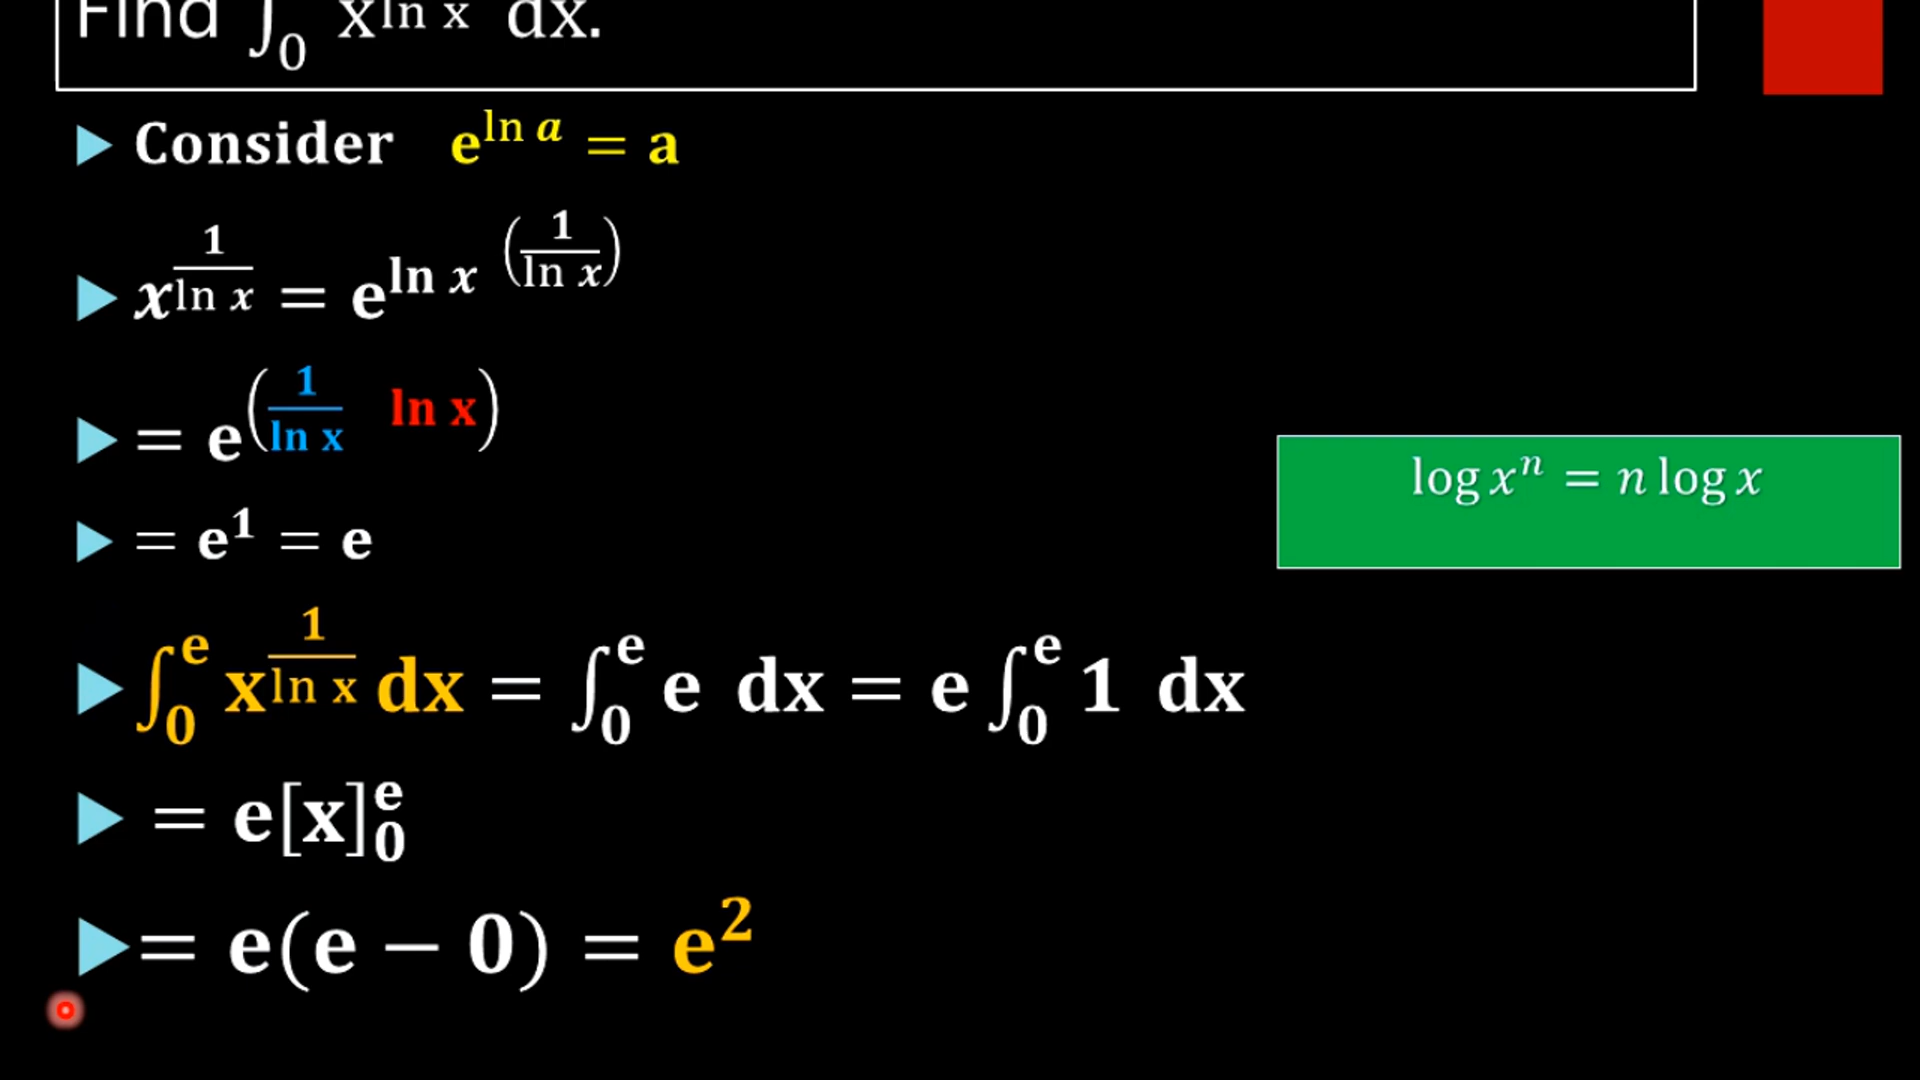 Find ∫₀ x^(ln x) dx.
Consider e^(ln a) = a
x^(1/ln x) = e^(ln x^(1/ln x))
= e^(1/ln x ln x)
log xⁿ = n log x
= e¹ = e
∫₀^e x^(1/ln x) dx = ∫₀^e e dx = e ∫₀^e 1 dx
= e[x]₀^e
= e(e − 0) = e²